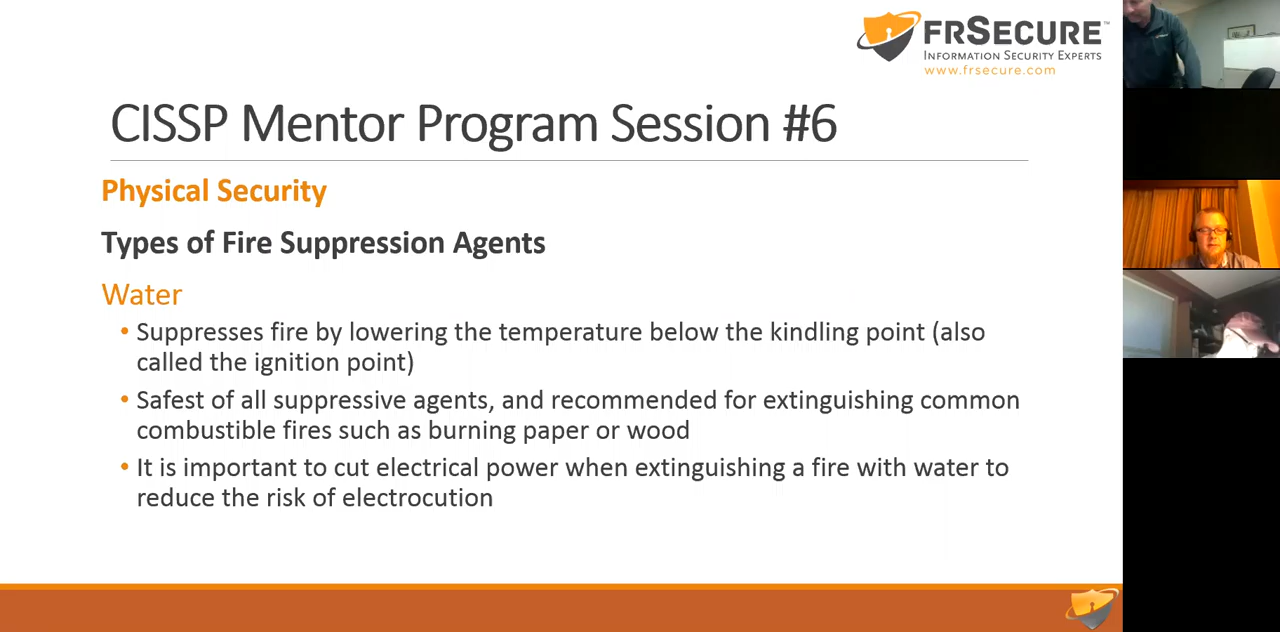 FRSECURE™
INFORMATION SECURITY EXPERTS
www.frsecure.com
CISSP Mentor Program Session #6
Physical Security
Types of Fire Suppression Agents
Water
• Suppresses fire by lowering the temperature below the kindling point (also
called the ignition point)
• Safest of all suppressive agents, and recommended for extinguishing common
combustible fires such as burning paper or wood
• It is important to cut electrical power when extinguishing a fire with water to
reduce the risk of electrocution